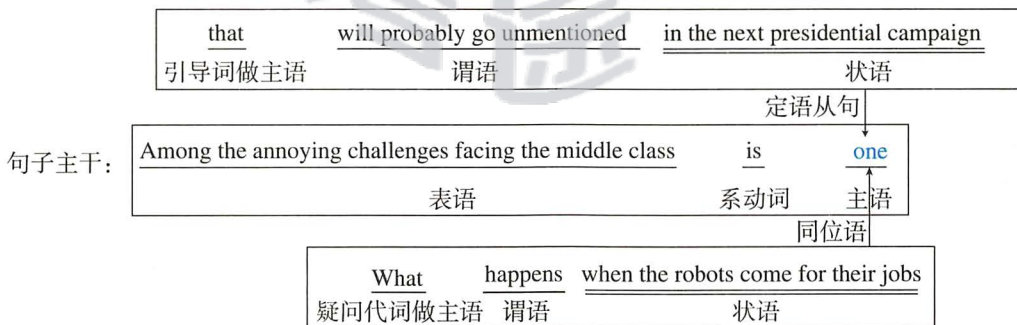 that will probably go unmentioned in the next presidential campaign
引导词做主语 谓语 状语
定语从句
句子主干： Among the annoying challenges facing the middle class is one
表语 系动词 主语
同位语
What happens when the robots come for their jobs
疑问代词做主语 谓语 状语